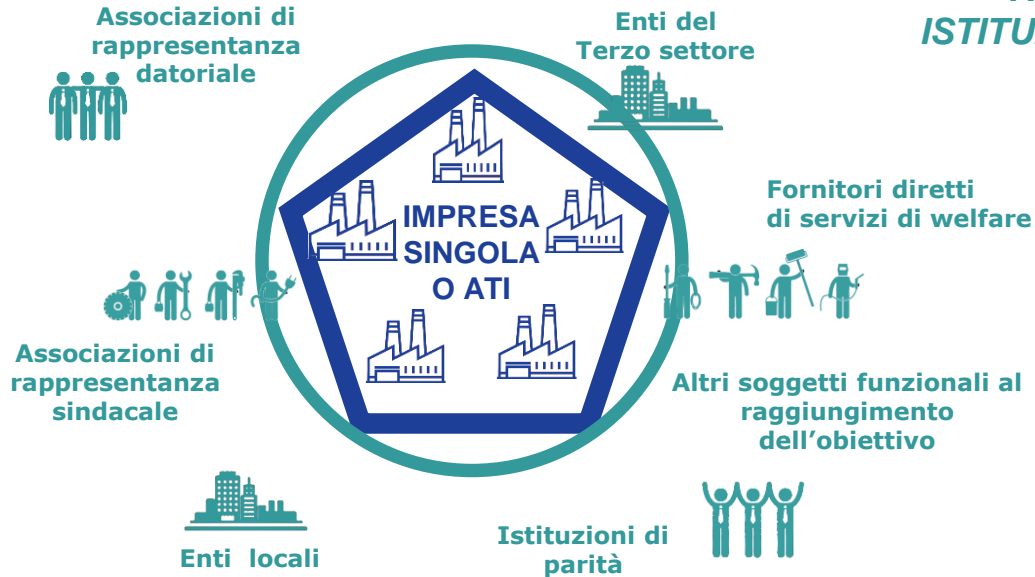 Associazioni di
rappresentanza
datoriale
Enti del
Terzo settore
ISTITU
IMPRESA
SINGOLA
O ATI
Fornitori diretti
di servizi di welfare
Associazioni di
rappresentanza
sindacale
Altri soggetti funzionali al
raggiungimento
dell’obiettivo
Enti locali
Istituzioni di
parità